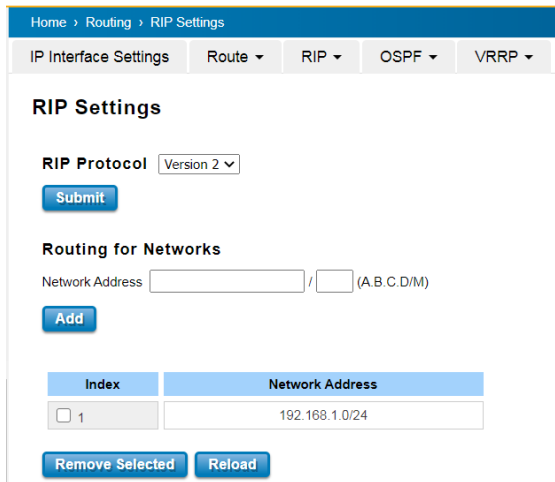 Home › Routing › RIP Settings
IP Interface Settings Route RIP OSPF VRRP
RIP Settings
RIP Protocol Version 2
Submit
Routing for Networks
Network Address / (A.B.C.D/M)
Add
Index Network Address
1 192.168.1.0/24
Remove Selected Reload